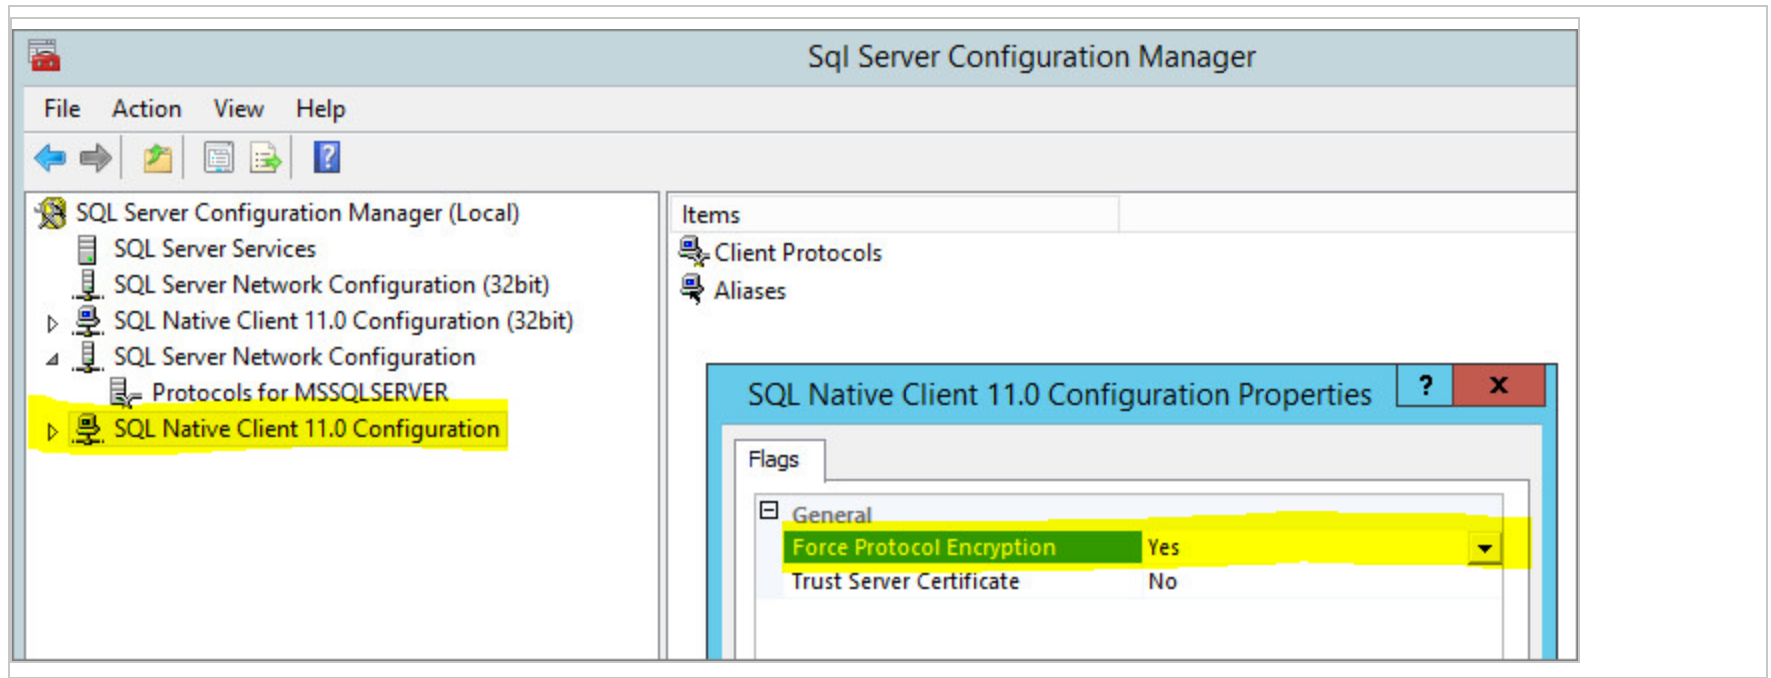 Sql Server Configuration Manager
File Action View Help
SQL Server Configuration Manager (Local)
SQL Server Services
SQL Server Network Configuration (32bit)
SQL Native Client 11.0 Configuration (32bit)
SQL Server Network Configuration
Protocols for MSSQLSERVER
SQL Native Client 11.0 Configuration
Items
Client Protocols
Aliases
SQL Native Client 11.0 Configuration Properties ? x
Flags
General
Force Protocol Encryption Yes
Trust Server Certificate No